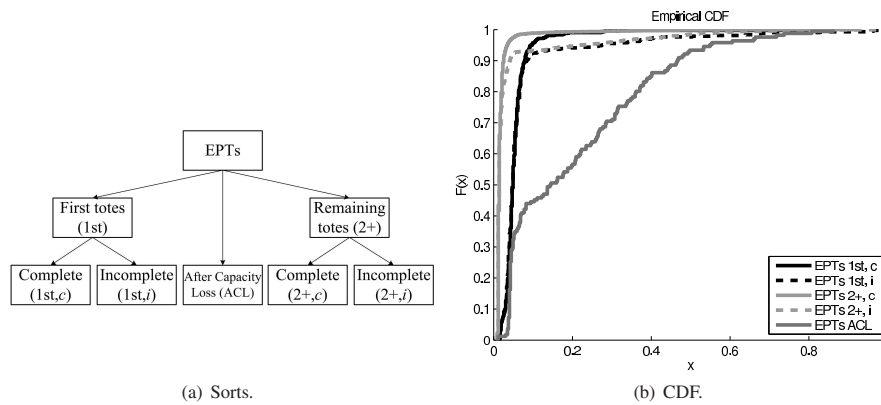 EPTs
First totes
(1st)
Remaining
totes (2+)
Complete
(1st,c)
Incomplete
(1st,i)
After Capacity
Loss (ACL)
Complete
(2+,c)
Incomplete
(2+,i)
(a) Sorts.
Empirical CDF
F(x)
1
0.9
0.8
0.7
0.6
0.5
0.4
0.3
0.2
0.1
0
0
0.2
0.4
0.6
0.8
x
EPTs 1st, c
EPTs 1st, i
EPTs 2+, c
EPTs 2+, i
EPTs ACL
(b) CDF.